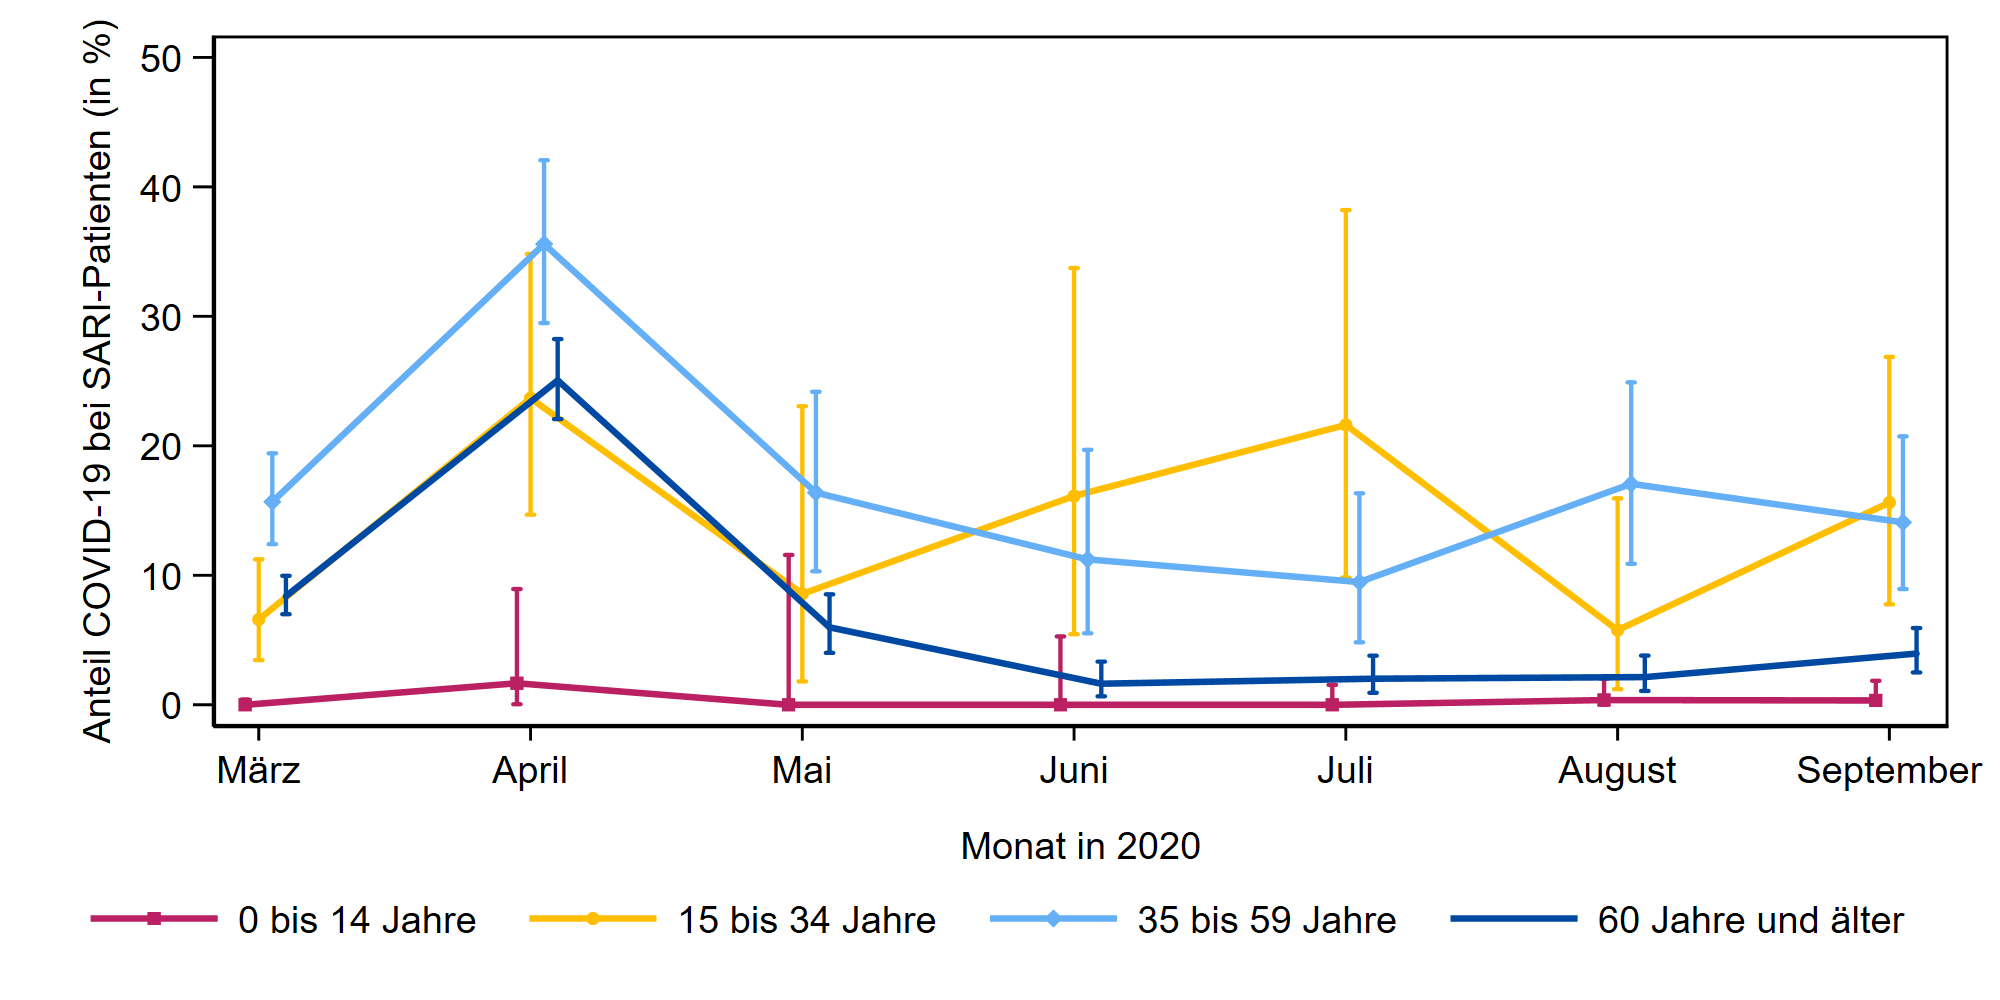 Anteil COVID-19 bei SARI-Patienten (in %)
50
40
30
20
10
0
März April Mai Juni Juli August September
Monat in 2020
0 bis 14 Jahre 15 bis 34 Jahre 35 bis 59 Jahre 60 Jahre und älter